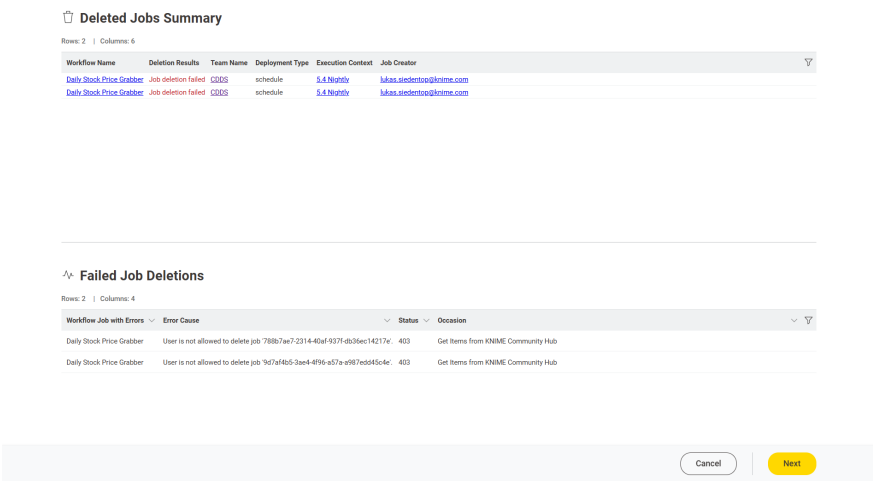 Deleted Jobs Summary
Rows: 2 | Columns: 6
Workflow Name Deletion Results Team Name Deployment Type Execution Context Job Creator
Daily Stock Price Grabber Job deletion failed CDDS schedule 5.4 Nightly lukas.siedentop@knime.com
Daily Stock Price Grabber Job deletion failed CDDS schedule 5.4 Nightly lukas.siedentop@knime.com
Failed Job Deletions
Rows: 2 | Columns: 4
Workflow Job with Errors Error Cause Status Occasion
Daily Stock Price Grabber User is not allowed to delete job '788b7ae7-2314-40af-937f-db36ec14217e'. 403 Get Items from KNIME Community Hub
Daily Stock Price Grabber User is not allowed to delete job '9d7af4b5-3ae4-4f96-a57a-a987edd45c4e'. 403 Get Items from KNIME Community Hub
Cancel Next